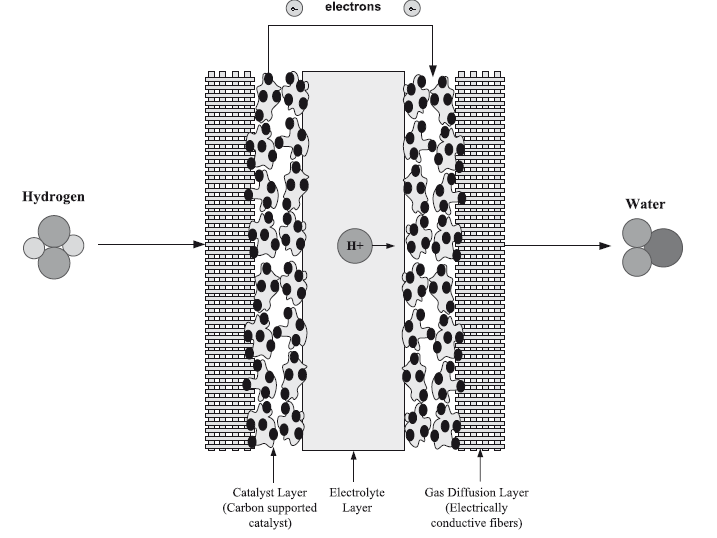 electrons
e-
e-
Hydrogen
Water
H+
Catalyst Layer
(Carbon supported
catalyst)
Electrolyte
Layer
Gas Diffusion Layer
(Electrically
conductive fibers)